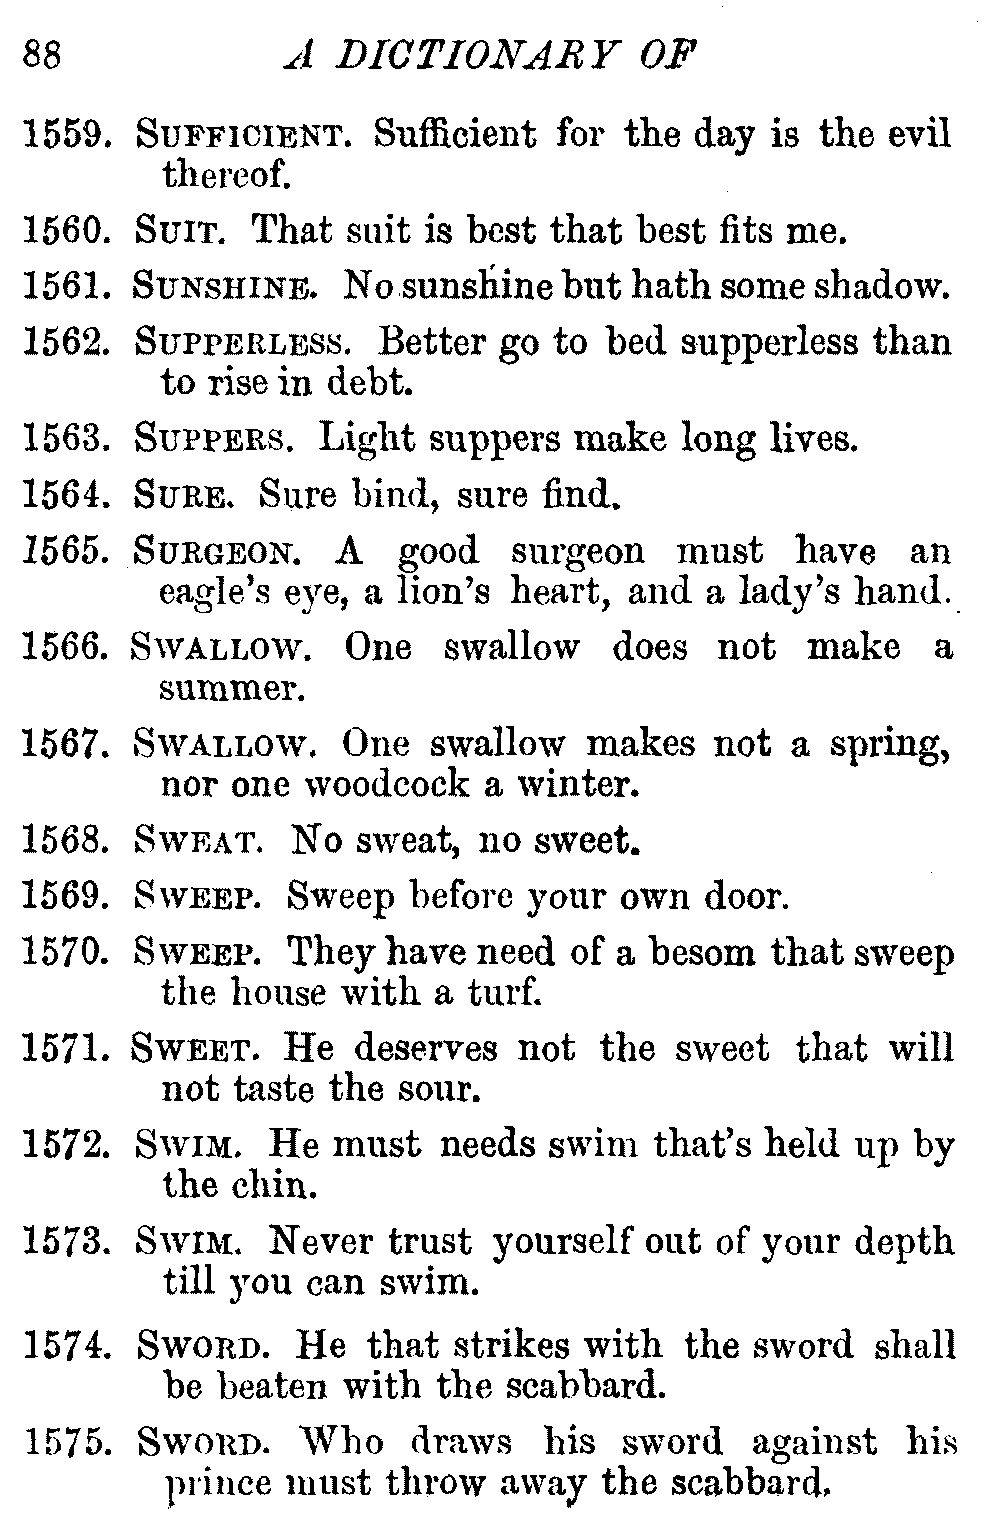 88 A DICTIONARY OF
1559. SUFFICIENT. Sufficient for the day is the evil
thereof.
1560. SUIT. That suit is best that best fits me.
1561. SUNSHINE. No sunshine but hath some shadow.
1562. SUPPERLESS. Better go to bed supperless than
to rise in debt.
1563. SUPPERS. Light suppers make long lives.
1564. SURE. Sure bind, sure find.
1565. SURGEON. A good surgeon must have an
eagle's eye, a lion's heart, and a lady's hand.
1566. SWALLOW. One swallow does not make a
summer.
1567. SWALLOW. One swallow makes not a spring,
nor one woodcock a winter.
1568. SWEAT. No sweat, no sweet.
1569. SWEEP. Sweep before your own door.
1570. SWEEP. They have need of a besom that sweep
the house with a turf.
1571. SWEET. He deserves not the sweet that will
not taste the sour.
1572. SWIM. He must needs swim that's held up by
the chin.
1573. SWIM. Never trust yourself out of your depth
till you can swim.
1574. SWORD. He that strikes with the sword shall
be beaten with the scabbard.
1575. SWORD. Who draws his sword against his
prince must throw away the scabbard.